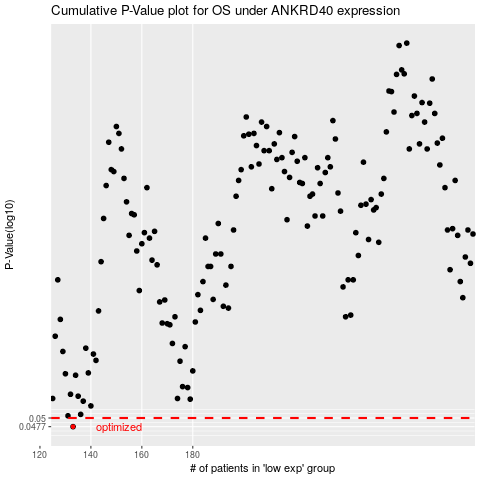 Cumulative P-Value plot for OS under ANKRD40 expression
P-Value(log10)
0.05
0.0477
optimized
120 140 160 180
# of patients in 'low exp' group